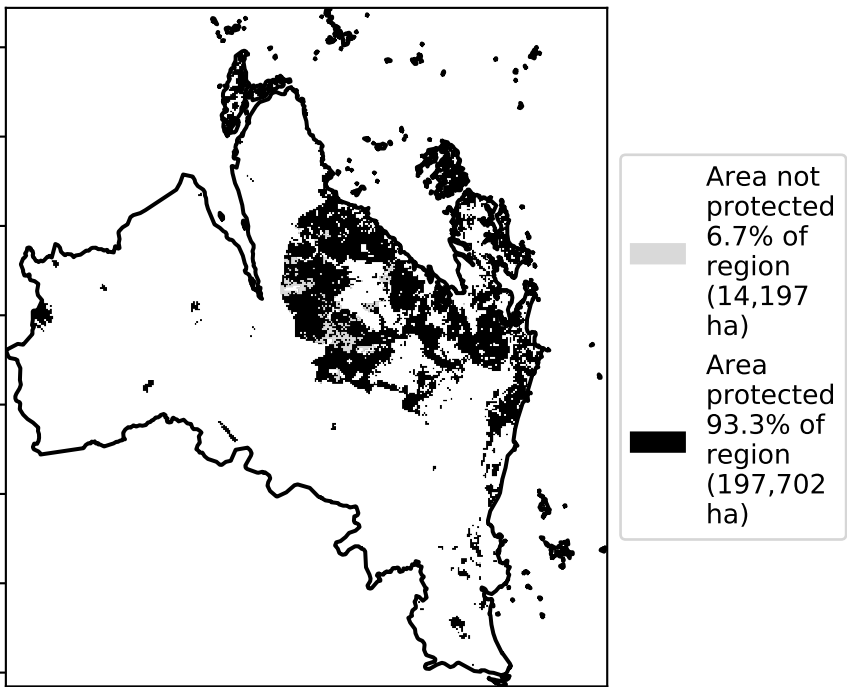 Area not
protected
6.7% of
region
(14,197
ha)
Area
protected
93.3% of
region
(197,702
ha)